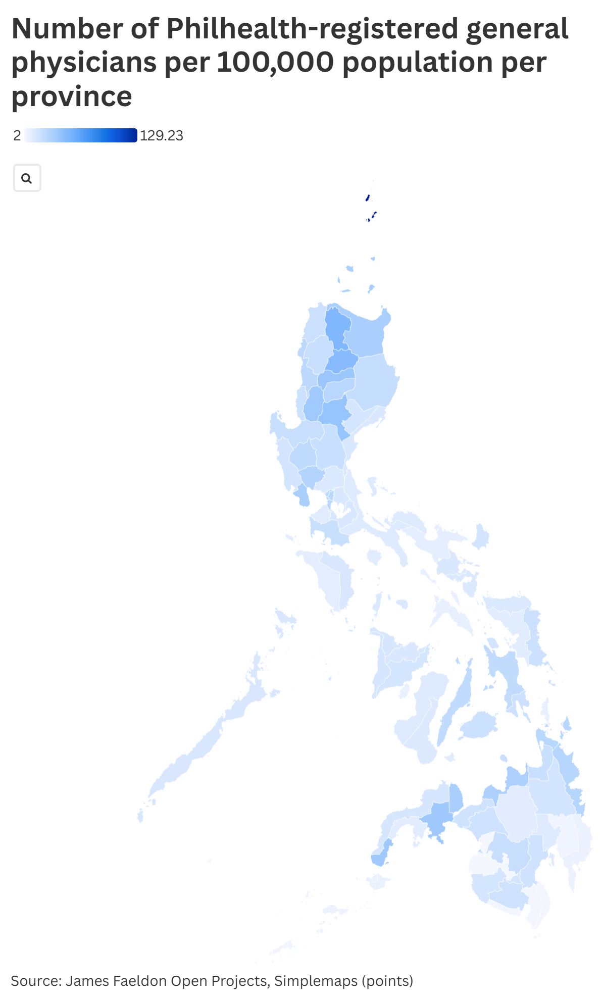 Number of Philhealth-registered general
physicians per 100,000 population per
province
2 129.23
Source: James Faeldon Open Projects, Simplemaps (points)